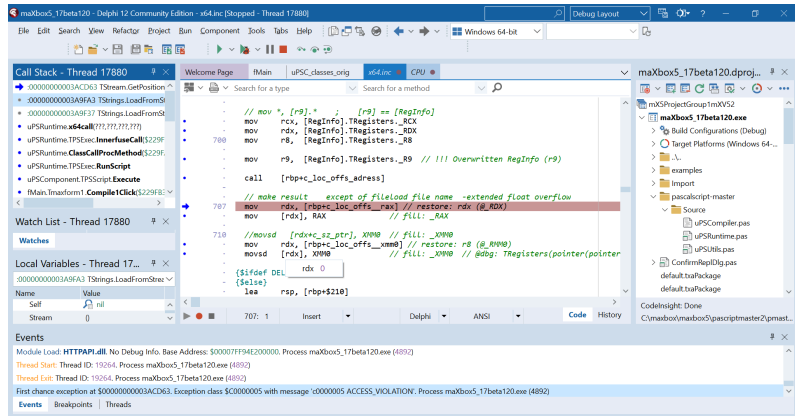 maXbox5_17beta120 - Delphi 12 Community Edition - x64.inc [Stopped - Thread 17880]
Debug Layout
File Edit Search View Refactor Project Run Component Tools Tabs Help
Windows 64-bit
Call Stack - Thread 17880
:00000000003ACD63 TStream.GetPosition
:00000000003A9FA3 TStrings.LoadFromSt
:00000000003A9F37 TStrings.LoadFromSt
uPSRuntime.x64call(???,???,???,???)
uPSRuntime.TPSExec.InnerfuseCall($229F
uPSRuntime.ClassCallProcMethod($229F
uPSRuntime.TPSExec.RunScript
uPSComponent.TPSScript.Execute
fMain.Tmaxform1.Compile1Click($229FB3
Watch List - Thread 17880
Watches
Local Variables - Thread 17...
:00000000003A9FA3 TStrings.LoadFromStre
Name Value
Self nil
Stream ()
Welcome Page fMain uPSC_classes_orig x64.inc CPU
Search for a type
Search for a method
// mov *, [r9].* ; [r9] == [RegInfo]
mov rcx, [RegInfo].TRegisters._RCX
mov rdx, [RegInfo].TRegisters._RDX
700 mov r8, [RegInfo].TRegisters._R8
mov r9, [RegInfo].TRegisters._R9 // !!! Overwritten RegInfo (r9)
call [rbp+c_loc_offs_adress]
// make result except of fileload file name -extended float overflow
707 mov rdx, [rbp+c_loc_offs__rax] // restore: rdx (@_RDX)
mov [rdx], RAX // fill: _RAX
710 //movsd [rdx+c_sz_ptr], XMM0 // fill: _XMM0
mov rdx, [rbp+c_loc_offs__xmm0] // restore: r8 (@_RMM0)
movsd [rdx], XMM0 // fill: _XMM0 // @dbg: TRegisters(pointer(pointer
rdx 0
{$ifdef DEL
{$else}
lea rsp, [rbp+$210]
707: 1 Insert Delphi ANSI Code History
maXbox5_17beta120.dproj...
mXSProjectGroup1mXVS2
maXbox5_17beta120.exe
Build Configurations (Debug)
Target Platforms (Windows 64-...
..\..
examples
Import
pascalscript-master
Source
uPSCompiler.pas
uPSRuntime.pas
uPSUtils.pas
ConfirmReplDlg.pas
default.txaPackage
default.txaPackage
CodeInsight: Done
C:\maxbox\maxbox5\pascriptmaster2\pmast...
Events
Module Load: HTTPAPI.dll. No Debug Info. Base Address: $00007FF94E200000. Process maXbox5_17beta120.exe (4892)
Thread Start: Thread ID: 19264. Process maXbox5_17beta120.exe (4892)
Thread Exit: Thread ID: 19264. Process maXbox5_17beta120.exe (4892)
First chance exception at $00000000003ACD63. Exception class $C0000005 with message 'c0000005 ACCESS_VIOLATION'. Process maXbox5_17beta120.exe (4892)
Events Breakpoints Threads